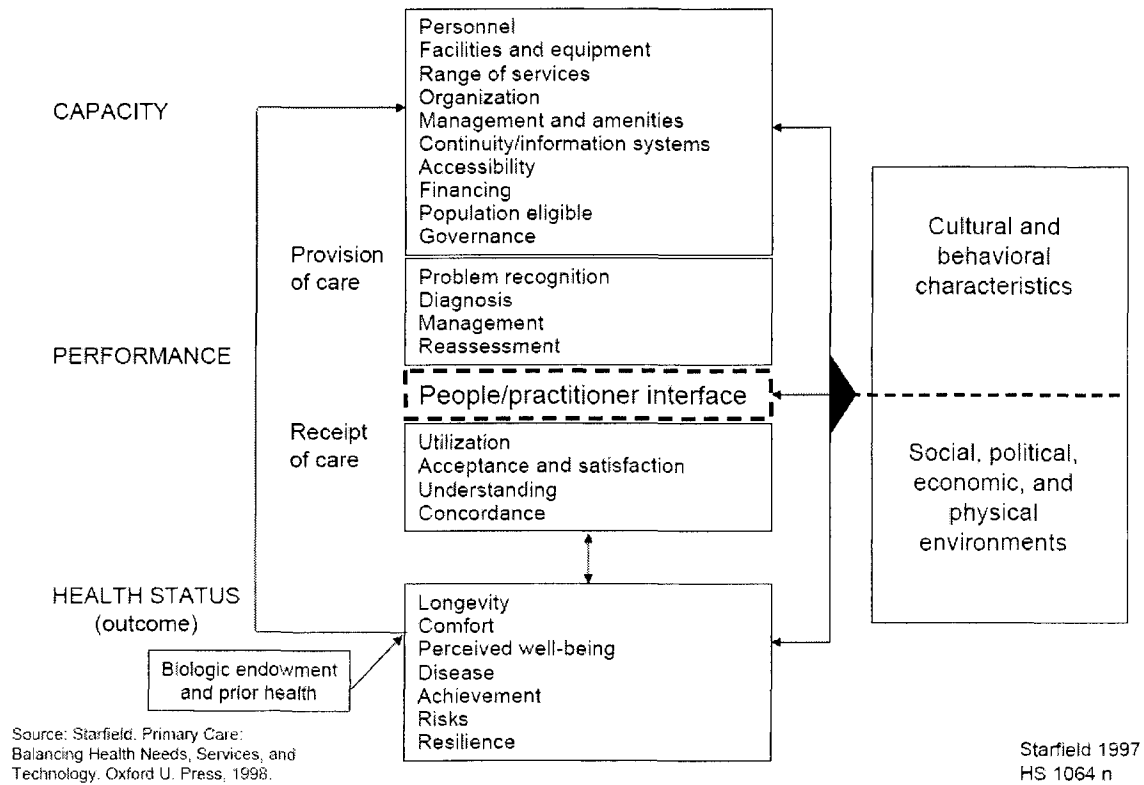 CAPACITY
Personnel
Facilities and equipment
Range of services
Organization
Management and amenities
Continuity/information systems
Accessibility
Financing
Population eligible
Governance
Provision
of care
Problem recognition
Diagnosis
Management
Reassessment
PERFORMANCE
People/practitioner interface
Receipt
of care
Utilization
Acceptance and satisfaction
Understanding
Concordance
HEALTH STATUS
(outcome)
Longevity
Comfort
Perceived well-being
Disease
Achievement
Risks
Resilience
Biologic endowment
and prior health
Cultural and
behavioral
characteristics
Social, political,
economic, and
physical
environments
Source: Starfield. Primary Care:
Balancing Health Needs, Services, and
Technology. Oxford U. Press, 1998.
Starfield 1997
HS 1064 n